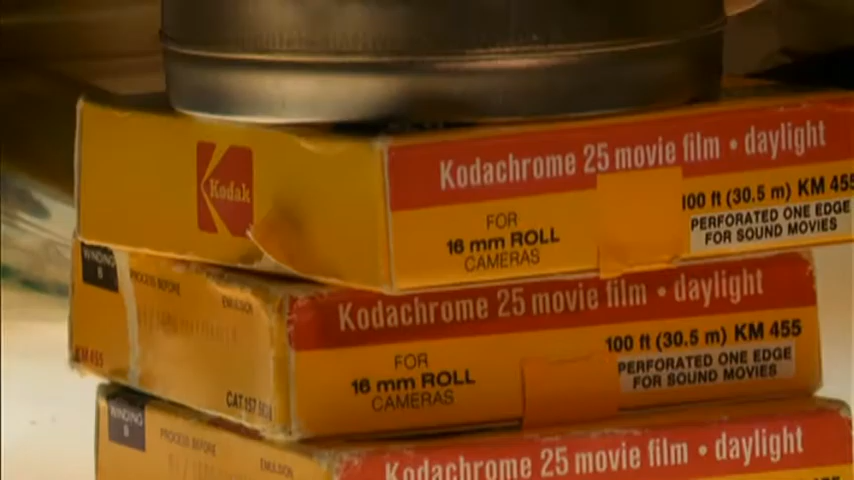 Kodak
Kodachrome 25 movie film • daylight
FOR
16 mm ROLL
CAMERAS
100 ft (30.5 m) KM 455
PERFORATED ONE EDGE
FOR SOUND MOVIES
WINDING
B
PROCESS BEFORE
EMULSION
KM 455
Kodachrome 25 movie film • daylight
FOR
16 mm ROLL
CAMERAS
100 ft (30.5 m) KM 455
PERFORATED ONE EDGE
FOR SOUND MOVIES
WINDING
B
PROCESS BEFORE
EMULSION
Kodachrome 25 movie film • daylight